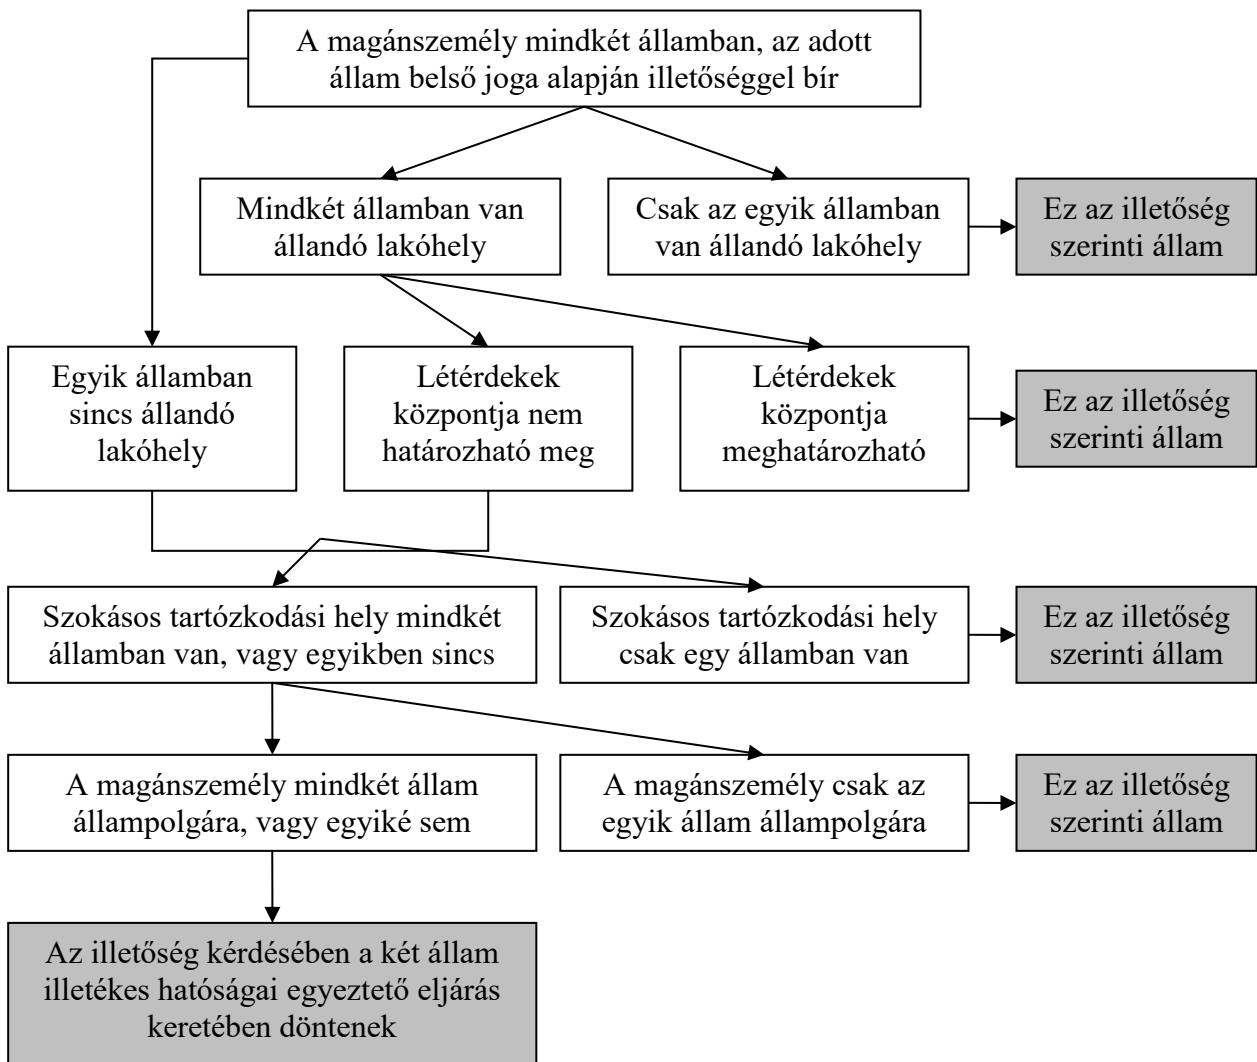 A magánszemély mindkét államban, az adott
állam belső joga alapján illetőséggel bír
Mindkét államban van
állandó lakóhely
Csak az egyik államban
van állandó lakóhely
Ez az illetőség
szerinti állam
Egyik államban
sincs állandó
lakóhely
Létérdekek
központja nem
határozható meg
Létérdekek
központja
meghatározható
Ez az illetőség
szerinti állam
Szokásos tartózkodási hely mindkét
államban van, vagy egyikben sincs
Szokásos tartózkodási hely
csak egy államban van
Ez az illetőség
szerinti állam
A magánszemély mindkét állam
állampolgára, vagy egyiké sem
A magánszemély csak az
egyik állam állampolgára
Ez az illetőség
szerinti állam
Az illetőség kérdésében a két állam
illetékes hatóságai egyeztető eljárás
keretében döntenek